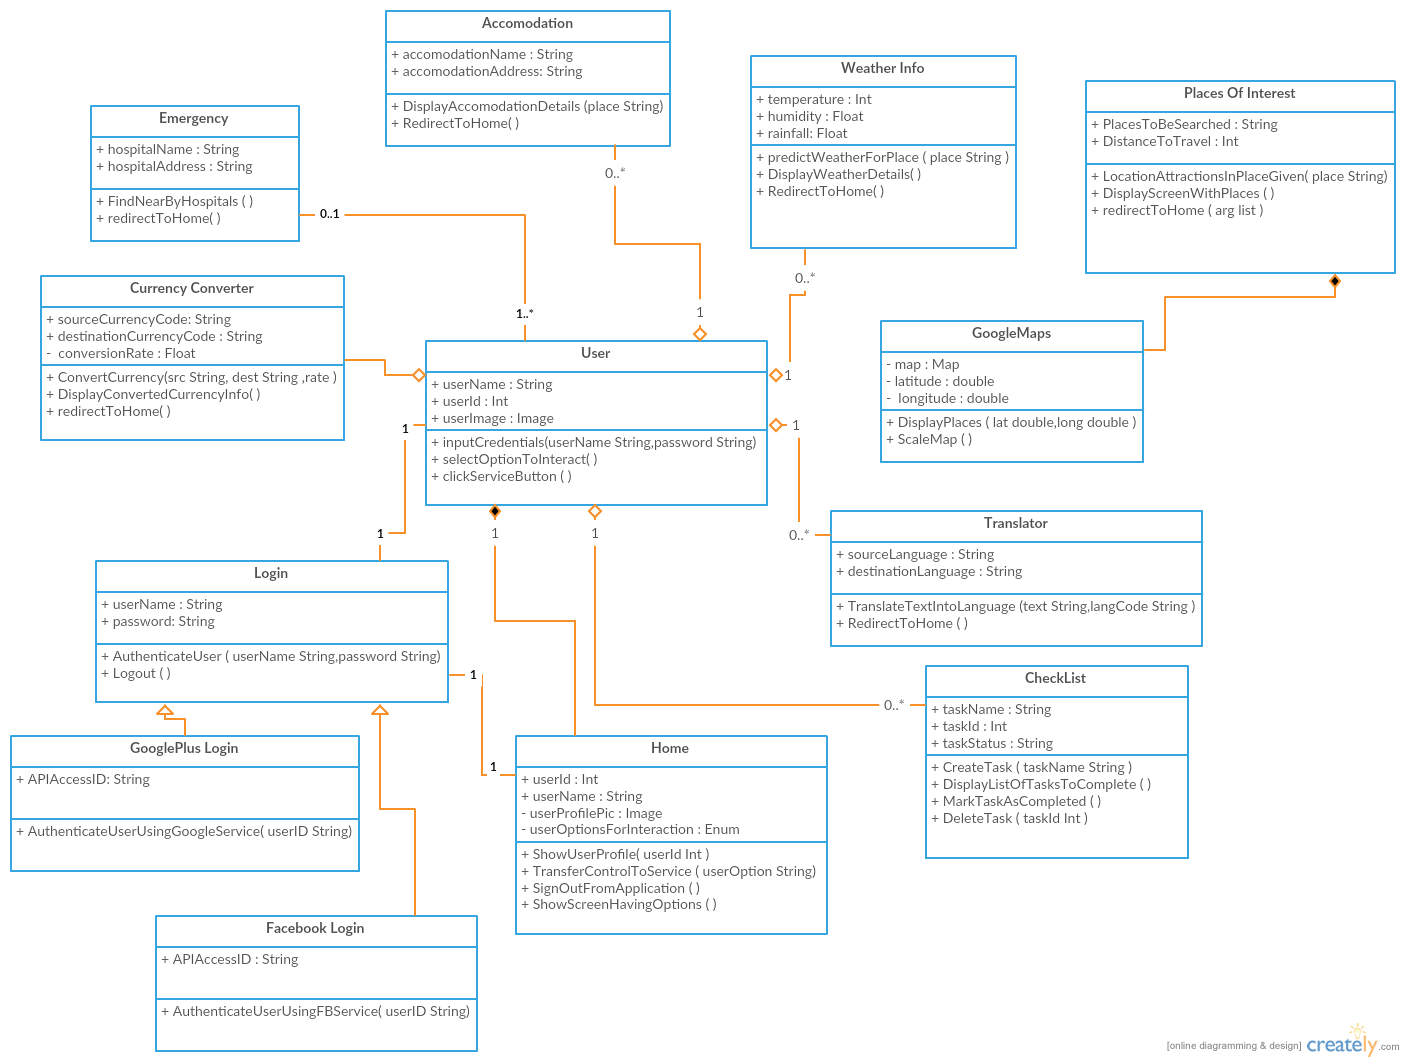 Accomodation
+ accomodationName : String
+ accomodationAddress: String
+ DisplayAccomodationDetails (place String)
+ RedirectToHome( )
0..*
1
Weather Info
+ temperature : Int
+ humidity : Float
+ rainfall: Float
+ predictWeatherForPlace ( place String )
+ DisplayWeatherDetails( )
+ RedirectToHome( )
0..*
1
Places Of Interest
+ PlacesToBeSearched : String
+ DistanceToTravel : Int
+ LocationAttractionsInPlaceGiven( place String)
+ DisplayScreenWithPlaces ( )
+ redirectToHome ( arg list )
Emergency
+ hospitalName : String
+ hospitalAddress : String
+ FindNearByHospitals ( )
+ redirectToHome( )
0..1
1..*
Currency Converter
+ sourceCurrencyCode: String
+ destinationCurrencyCode : String
- conversionRate : Float
+ ConvertCurrency(src String, dest String ,rate )
+ DisplayConvertedCurrencyInfo( )
+ redirectToHome( )
User
+ userName : String
+ userId : Int
+ userImage : Image
+ inputCredentials(userName String,password String)
+ selectOptionToInteract( )
+ clickServiceButton ( )
GoogleMaps
- map : Map
- latitude : double
- longitude : double
+ DisplayPlaces ( lat double,long double )
+ ScaleMap ( )
1
1
1
1
1
0..*
Translator
+ sourceLanguage : String
+ destinationLanguage : String
+ TranslateTextIntoLanguage (text String,langCode String )
+ RedirectToHome ( )
Login
+ userName : String
+ password: String
+ AuthenticateUser ( userName String,password String)
+ Logout ( )
1
1
0..*
CheckList
+ taskName : String
+ taskId : Int
+ taskStatus : String
+ CreateTask ( taskName String )
+ DisplayListOfTasksToComplete ( )
+ MarkTaskAsCompleted ( )
+ DeleteTask ( taskId Int )
GooglePlus Login
+ APIAccessID: String
+ AuthenticateUserUsingGoogleService( userID String)
Home
+ userId : Int
+ userName : String
- userProfilePic : Image
- userOptionsForInteraction : Enum
+ ShowUserProfile( userId Int )
+ TransferControlToService ( userOption String)
+ SignOutFromApplication ( )
+ ShowScreenHavingOptions ( )
Facebook Login
+ APIAccessID : String
+ AuthenticateUserUsingFBService( userID String)
[online diagramming & design] creately.com